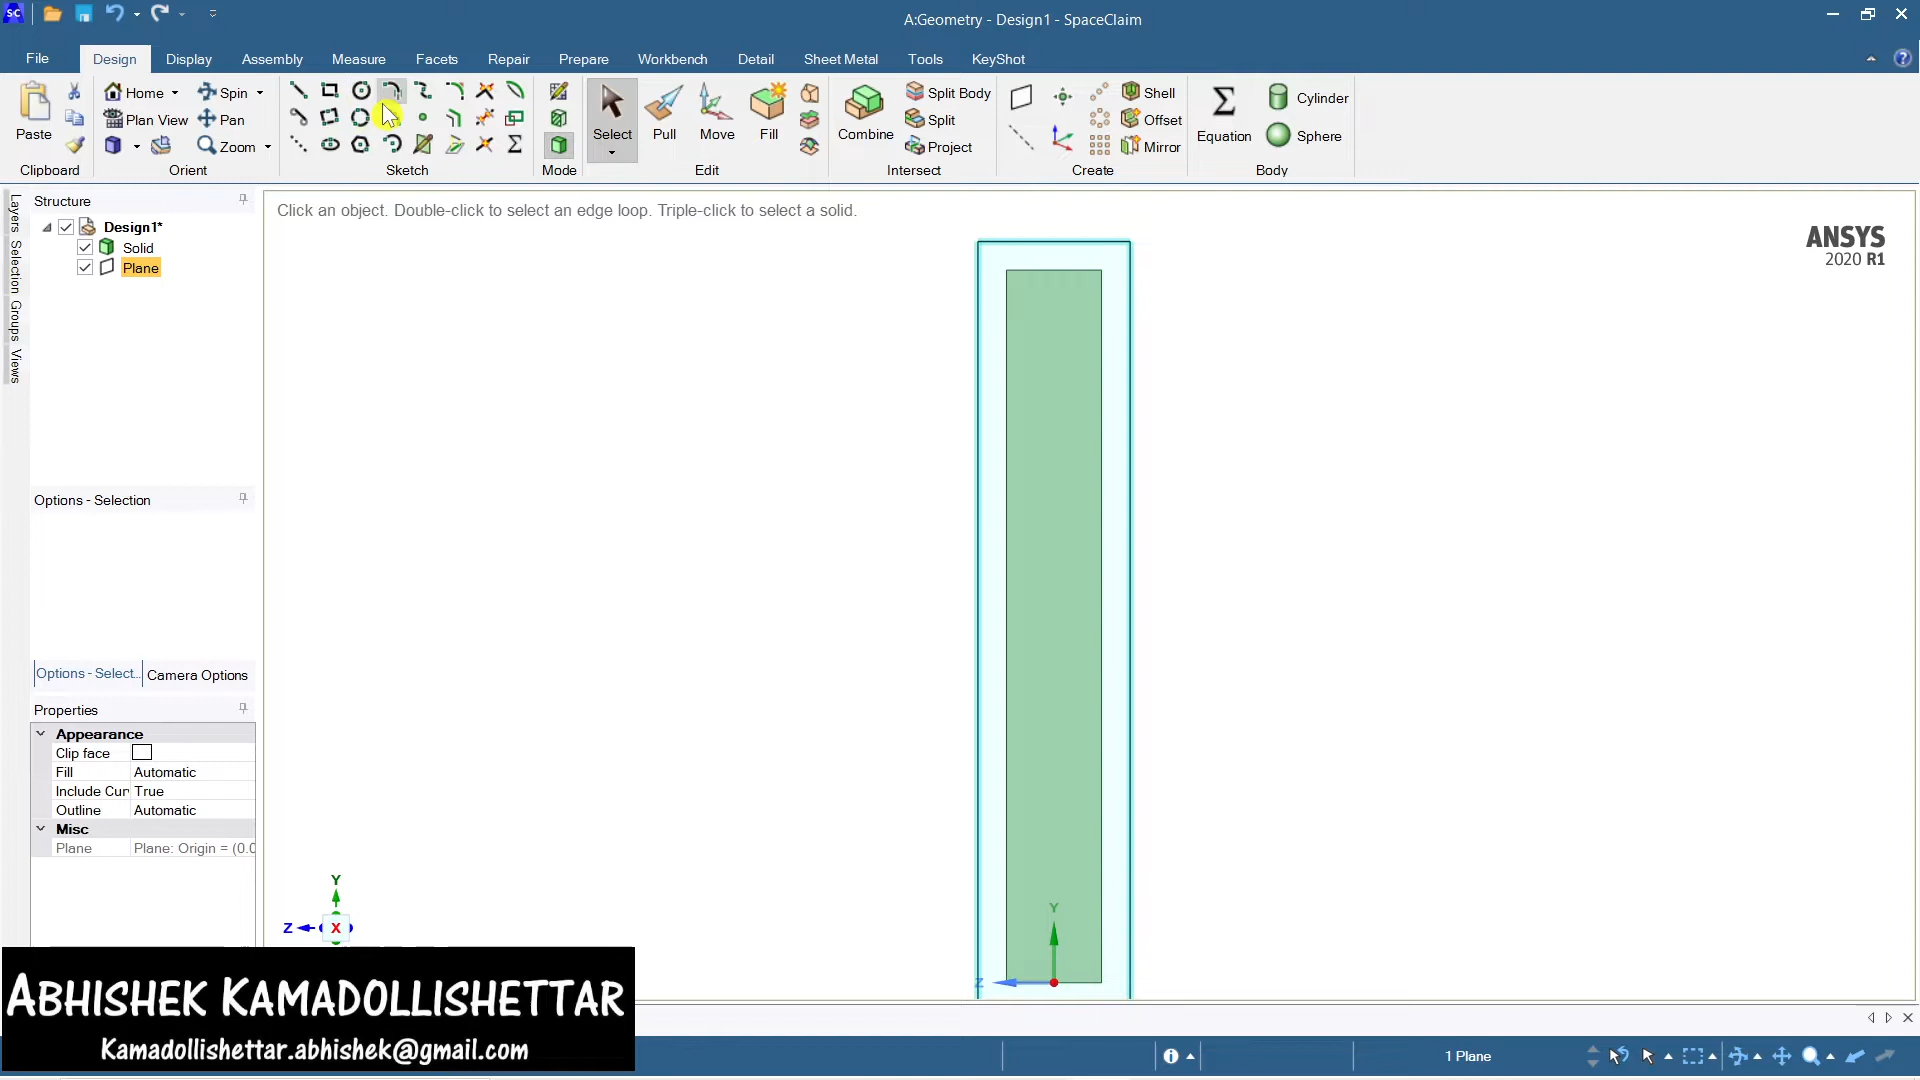 SC
A:Geometry - Design1 - SpaceClaim
File Design Display Assembly Measure Facets Repair Prepare Workbench Detail Sheet Metal Tools KeyShot
Paste
Home
Plan View
Spin
Pan
Zoom
Select
Pull
Move
Fill
Combine
Split Body
Split
Project
Shell
Offset
Mirror
Equation
Cylinder
Sphere
Clipboard Orient Sketch Mode Edit Intersect Create Body
Layers Selection Groups Views
Structure
Design1*
Solid
Plane
Click an object. Double-click to select an edge loop. Triple-click to select a solid.
ANSYS
2020 R1
Options - Selection
Options - Select... Camera Options
Properties
Appearance
Clip face
Fill Automatic
Include Cur True
Outline Automatic
Misc
Plane Plane: Origin = (0.0
Y
Z X
Y
Z
ABHISHEK KAMADOLLISHETTAR
Kamadollishettar.abhishek@gmail.com
1 Plane